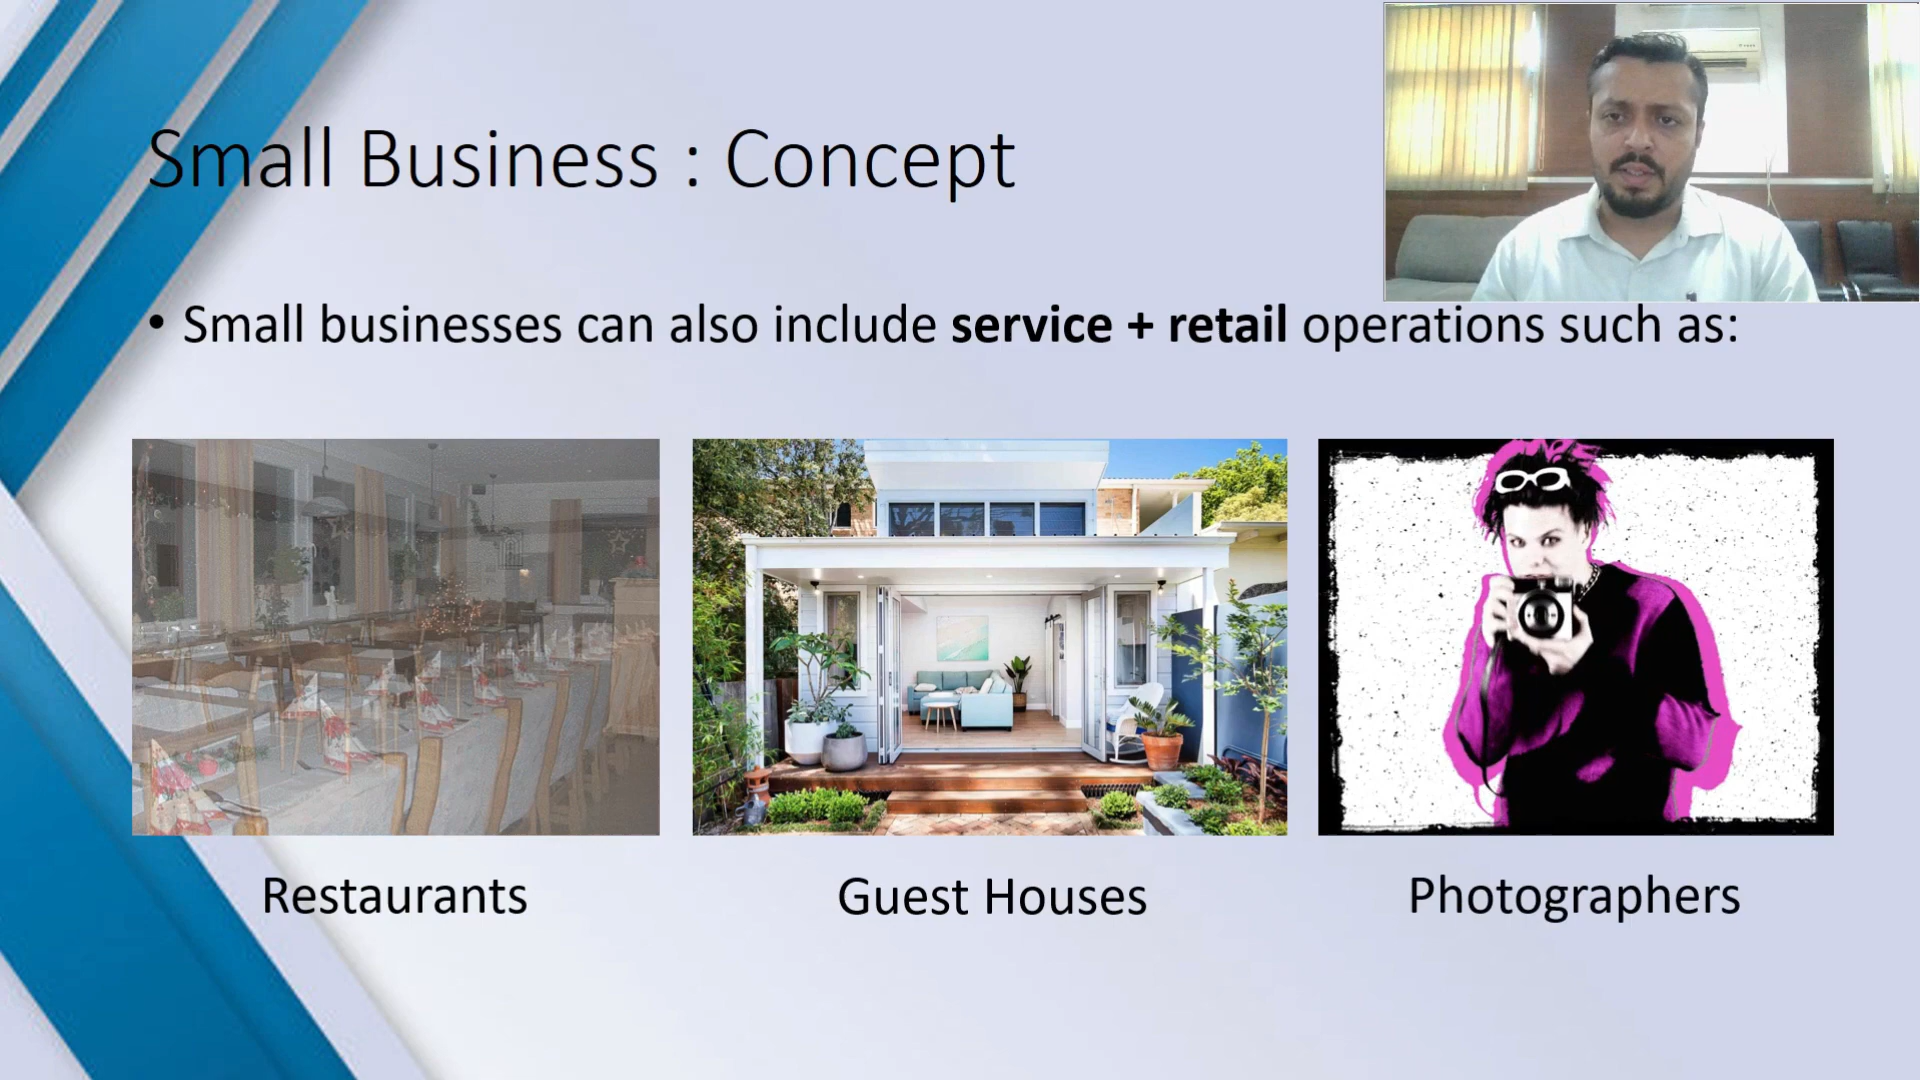 Small Business : Concept
• Small businesses can also include service + retail operations such as:
Restaurants
Guest Houses
Photographers